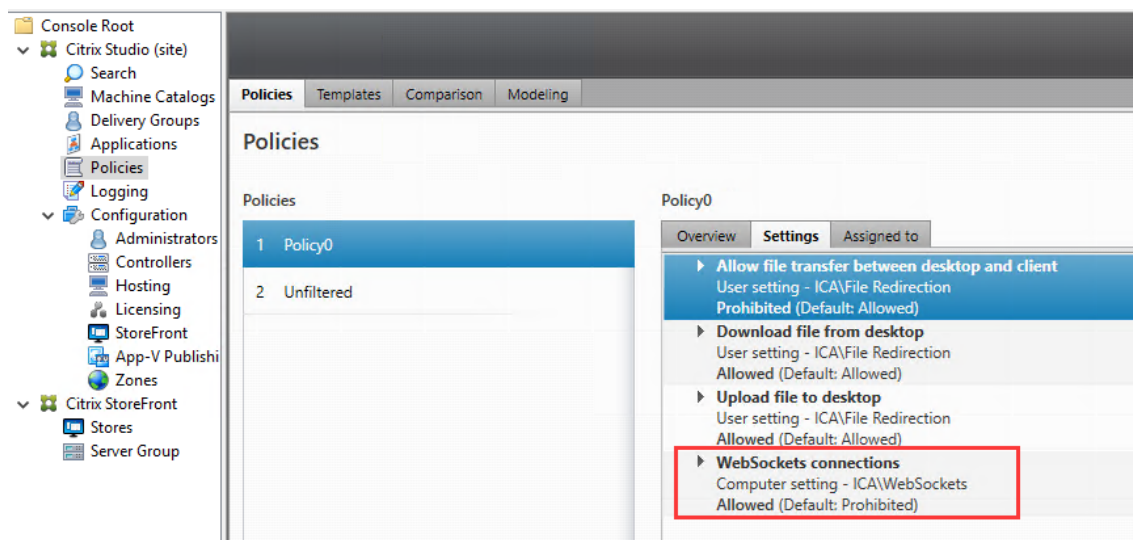 Console Root
Citrix Studio (site)
Search
Machine Catalogs
Delivery Groups
Applications
Policies
Logging
Configuration
Administrators
Controllers
Hosting
Licensing
StoreFront
App-V Publishi
Zones
Citrix StoreFront
Stores
Server Group
Policies Templates Comparison Modeling
Policies
Policies
1 Policy0
2 Unfiltered
Policy0
Overview Settings Assigned to
Allow file transfer between desktop and client
User setting - ICA\File Redirection
Prohibited (Default: Allowed)
Download file from desktop
User setting - ICA\File Redirection
Allowed (Default: Allowed)
Upload file to desktop
User setting - ICA\File Redirection
Allowed (Default: Allowed)
WebSockets connections
Computer setting - ICA\WebSockets
Allowed (Default: Prohibited)